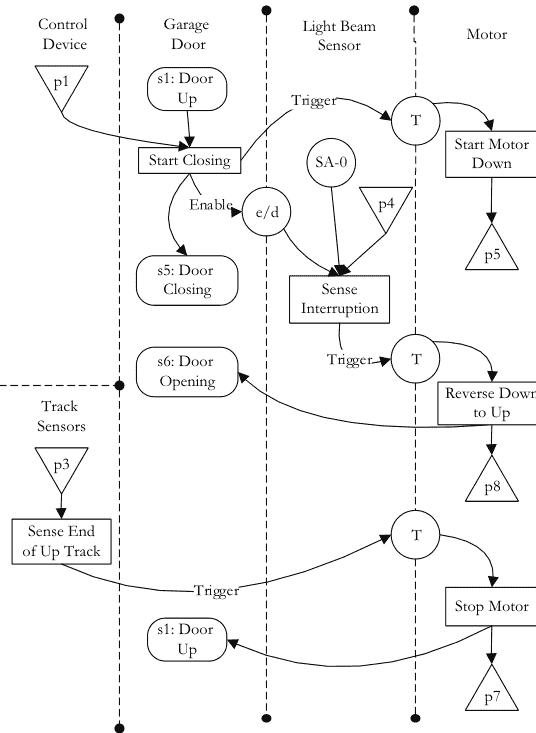 Control
Device
Garage
Door
Light Beam
Sensor
Motor
p1
s1: Door
Up
Trigger
T
Start Closing
SA-0
Start Motor
Down
Enable
e/d
p4
p5
s5: Door
Closing
Sense
Interruption
s6: Door
Opening
Trigger
T
Reverse Down
to Up
Track
Sensors
p3
p8
Sense End
of Up Track
T
Trigger
Stop Motor
s1: Door
Up
p7